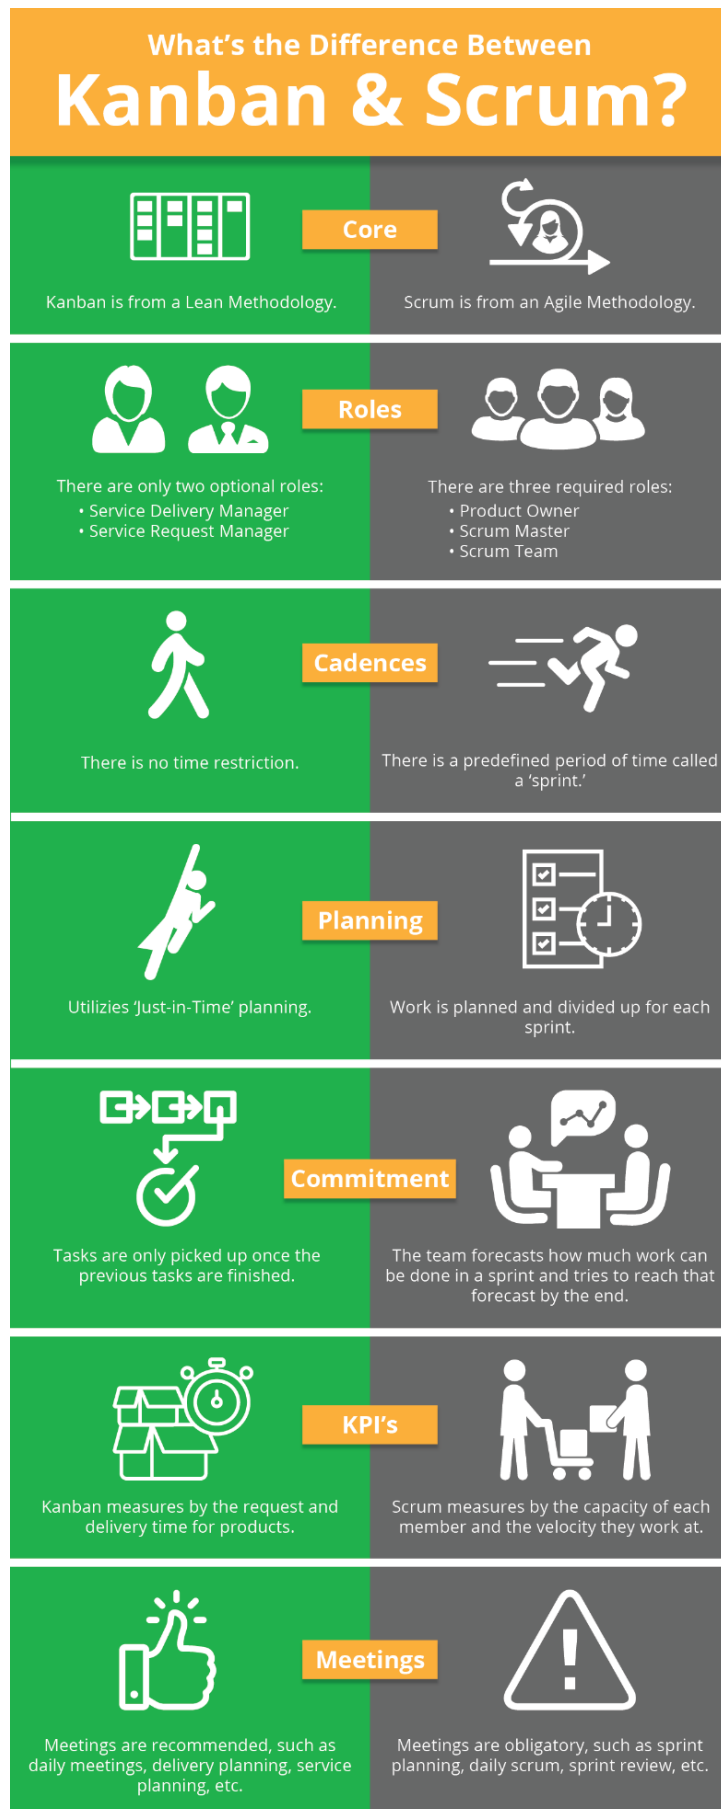 What's the Difference Between
Kanban & Scrum?
Core
Kanban is from a Lean Methodology.
Scrum is from an Agile Methodology.
Roles
There are only two optional roles:
• Service Delivery Manager
• Service Request Manager
There are three required roles:
• Product Owner
• Scrum Master
• Scrum Team
Cadences
There is no time restriction.
There is a predefined period of time called
a ‘sprint.’
Planning
Utilizies ‘Just-in-Time’ planning.
Work is planned and divided up for each
sprint.
Commitment
Tasks are only picked up once the
previous tasks are finished.
The team forecasts how much work can
be done in a sprint and tries to reach that
forecast by the end.
KPI’s
Kanban measures by the request and
delivery time for products.
Scrum measures by the capacity of each
member and the velocity they work at.
Meetings
Meetings are recommended, such as
daily meetings, delivery planning, service
planning, etc.
Meetings are obligatory, such as sprint
planning, daily scrum, sprint review, etc.